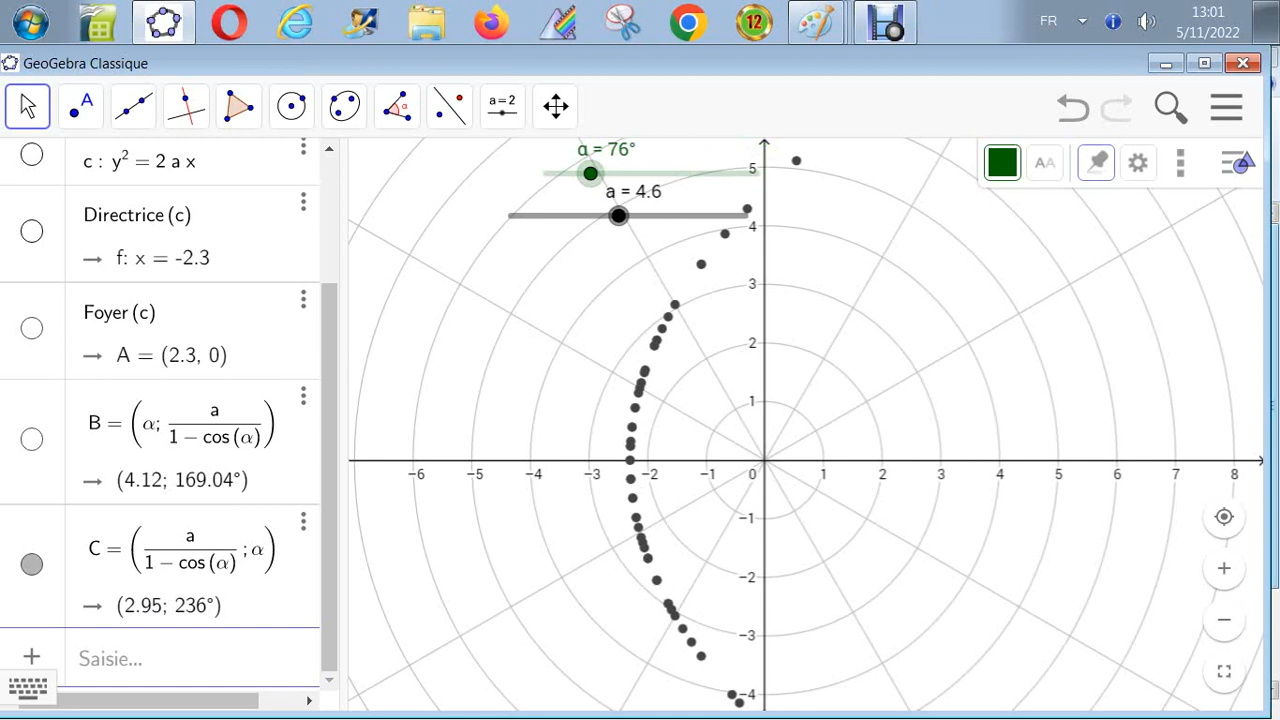 FR
13:01
5/11/2022
12
GeoGebra Classique
A
α
a=2
c : y² = 2 a x
Directrice (c)
→ f: x = -2.3
Foyer (c)
→ A = (2.3, 0)
B = (α; a / 1 − cos (α))
→ (4.12; 169.04°)
C = (a / 1 − cos (α) ; α)
→ (2.95; 236°)
Saisie...
α = 76°
a = 4.6
AA
5
4
3
2
1
−6 −5 −4 −3 −2 −1 0 1 2 3 4 5 6 7 8
−1
−2
−3
−4